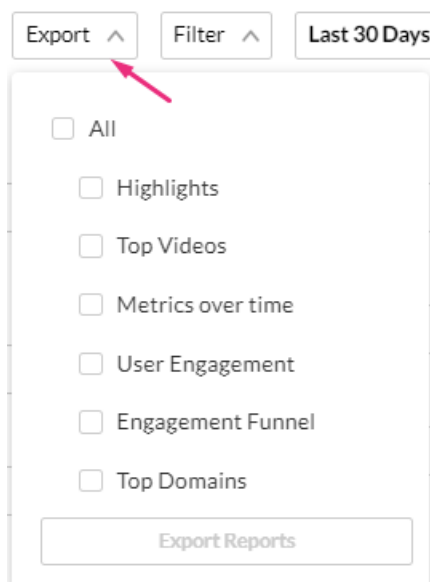 Export Filter Last 30 Days
All
Highlights
Top Videos
Metrics over time
User Engagement
Engagement Funnel
Top Domains
Export Reports